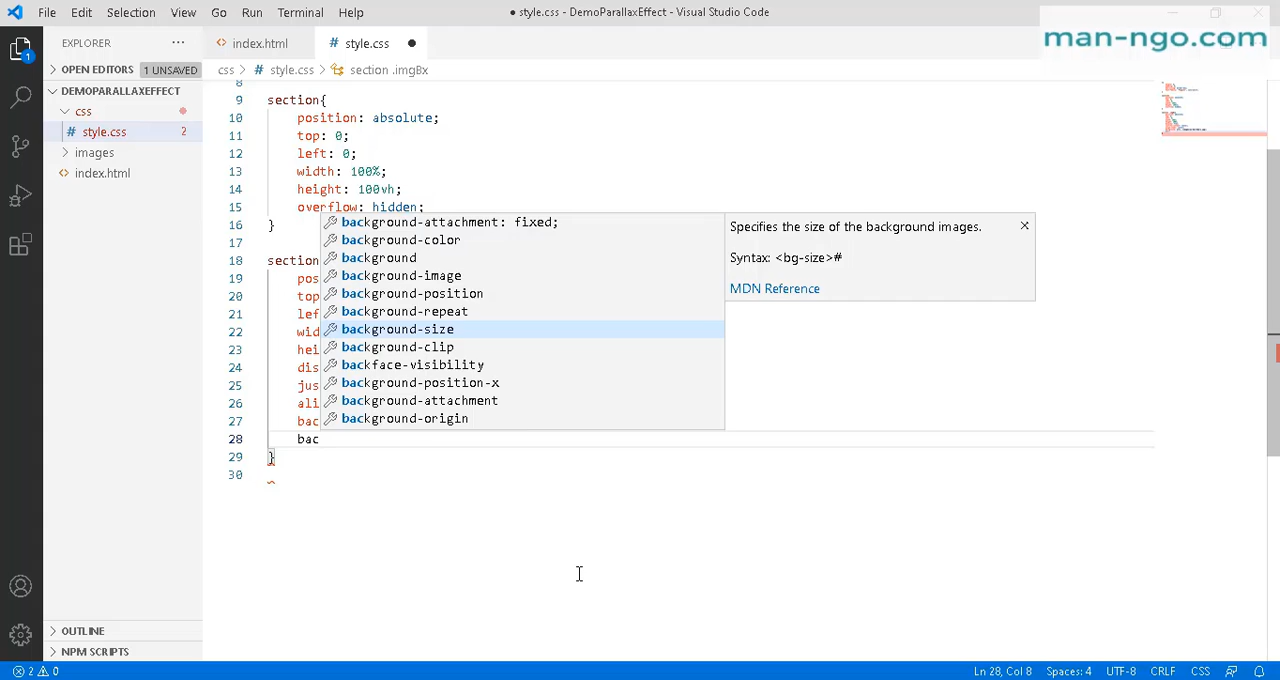 File Edit Selection View Go Run Terminal Help
● style.css - DemoParallaxEffect - Visual Studio Code
man-ngo.com
EXPLORER ···
<> index.html
# style.css ●
OPEN EDITORS 1 UNSAVED
css > # style.css > section .imgBx
DEMOPARALLAXEFFECT
css
# style.css 2
images
<> index.html
8
9 section{
10 position: absolute;
11 top: 0;
12 left: 0;
13 width: 100%;
14 height: 100vh;
15 overflow: hidden;
16 }
17
18 section
19 pos
20 top
21 lef
22 wid
23 hei
24 dis
25 jus
26 ali
27 bac
28 bac
29 }
30
background-attachment: fixed;
background-color
background
background-image
background-position
background-repeat
background-size
background-clip
backface-visibility
background-position-x
background-attachment
background-origin
Specifies the size of the background images.
Syntax: <bg-size>#
MDN Reference
1
OUTLINE
NPM SCRIPTS
2 0
Ln 28, Col 8 Spaces: 4 UTF-8 CRLF CSS